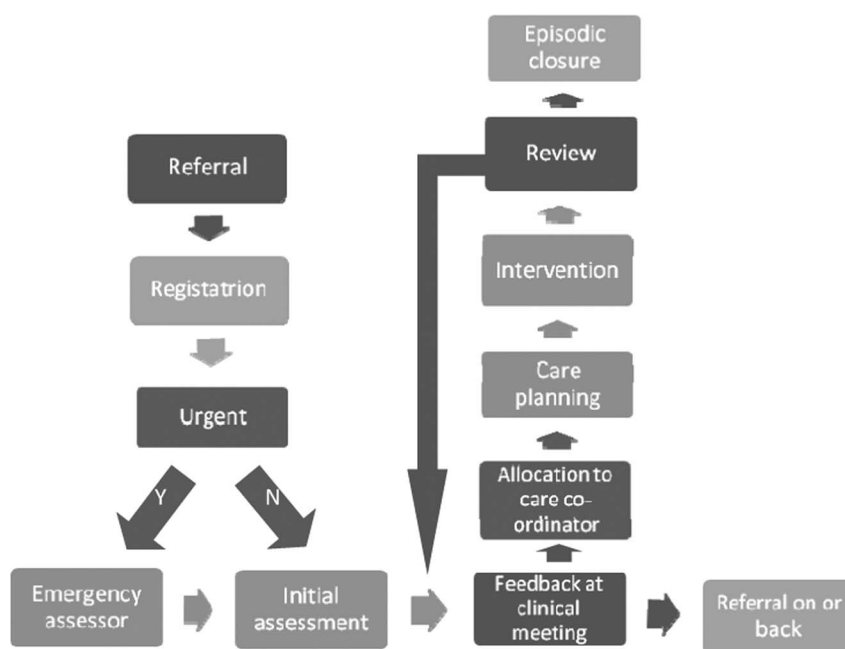 Episodic
closure
Review
Referral
Registatrion
Intervention
Urgent
Care
planning
Y
N
Allocation to
care co-
ordinator
Emergency
assessor
Initial
assessment
Feedback at
clinical
meeting
Referral on or
back